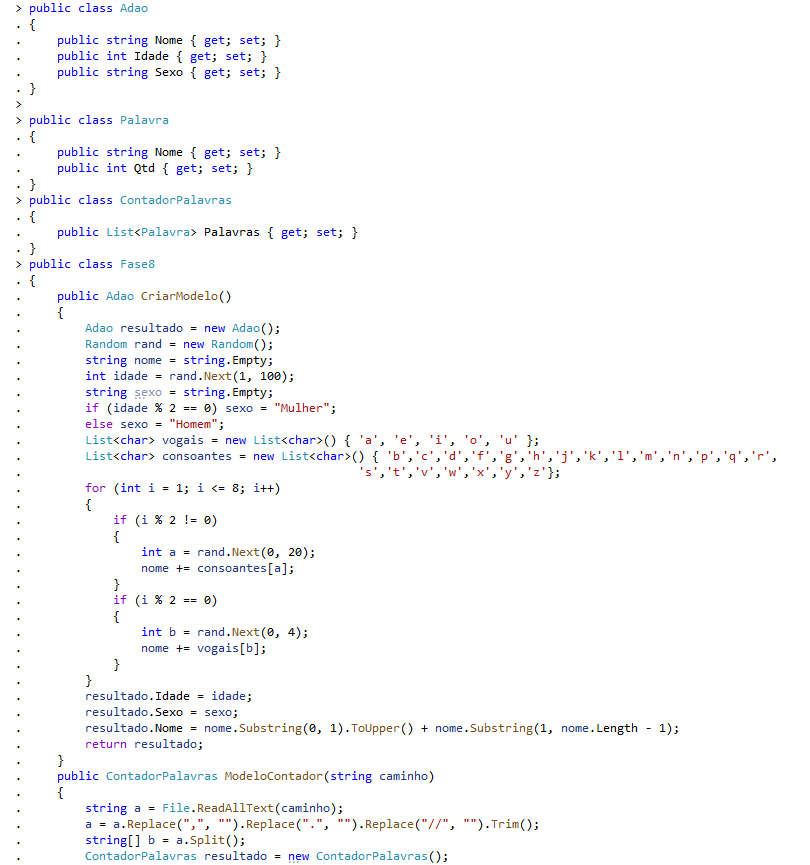 > public class Adao
. {
.     public string Nome { get; set; }
.     public int Idade { get; set; }
.     public string Sexo { get; set; }
. }
>
> public class Palavra
. {
.     public string Nome { get; set; }
.     public int Qtd { get; set; }
. }
> public class ContadorPalavras
. {
.     public List<Palavra> Palavras { get; set; }
. }
> public class Fase8
. {
.     public Adao CriarModelo()
.     {
.         Adao resultado = new Adao();
.         Random rand = new Random();
.         string nome = string.Empty;
.         int idade = rand.Next(1, 100);
.         string sexo = string.Empty;
.         if (idade % 2 == 0) sexo = "Mulher";
.         else sexo = "Homem";
.         List<char> vogais = new List<char>() { 'a', 'e', 'i', 'o', 'u' };
.         List<char> consoantes = new List<char>() { 'b','c','d','f','g','h','j','k','l','m','n','p','q','r',
.                                                's','t','v','w','x','y','z'};
.         for (int i = 1; i <= 8; i++)
.         {
.             if (i % 2 != 0)
.             {
.                 int a = rand.Next(0, 20);
.                 nome += consoantes[a];
.             }
.             if (i % 2 == 0)
.             {
.                 int b = rand.Next(0, 4);
.                 nome += vogais[b];
.             }
.         }
.         resultado.Idade = idade;
.         resultado.Sexo = sexo;
.         resultado.Nome = nome.Substring(0, 1).ToUpper() + nome.Substring(1, nome.Length - 1);
.         return resultado;
.     }
.     public ContadorPalavras ModeloContador(string caminho)
.     {
.         string a = File.ReadAllText(caminho);
.         a = a.Replace(",", "").Replace(".", "").Replace("//", "").Trim();
.         string[] b = a.Split();
.         ContadorPalavras resultado = new ContadorPalavras();